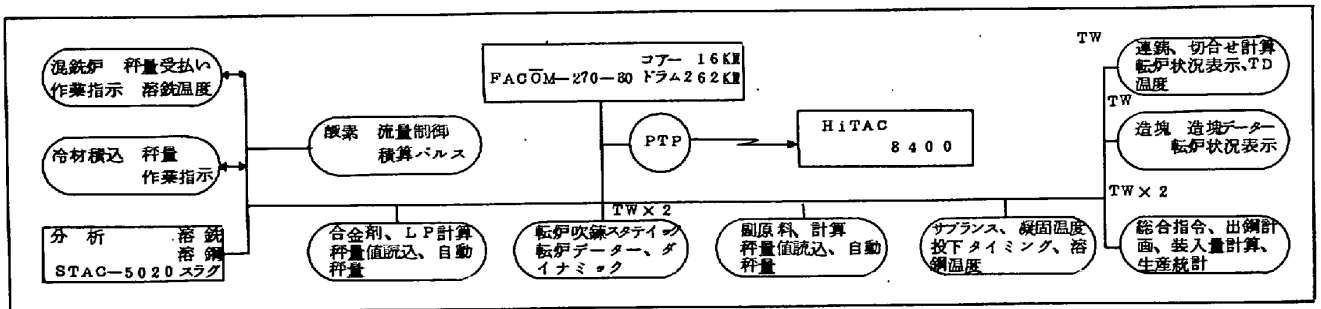 混銑炉 秤量受払い
作業指示 溶銑温度
冷材積込 秤量
作業指示
分析 溶銑
溶鋼
STAC-5020 スラグ
酸素 流量制御
積算パルス
コアー 16KW
FACOM-270-30 ドラム262KW
PTP
HiTAC
8400
TW
連鋳、切合せ計算
転炉状況表示、TD
温度
TW
造塊 造塊データー
転炉状況表示
TW×2
総合指令、出鋼計
画、装入量計算、
生産統計
合金剤、LP計算
秤量値読込、自動
秤量
TW×2
転炉吹錬スタテイック
転炉データー、ダ
イナミック
副原料、計算
秤量値読込、自動
秤量
サブランス、凝固温度
投下タイミング、溶
鋼温度